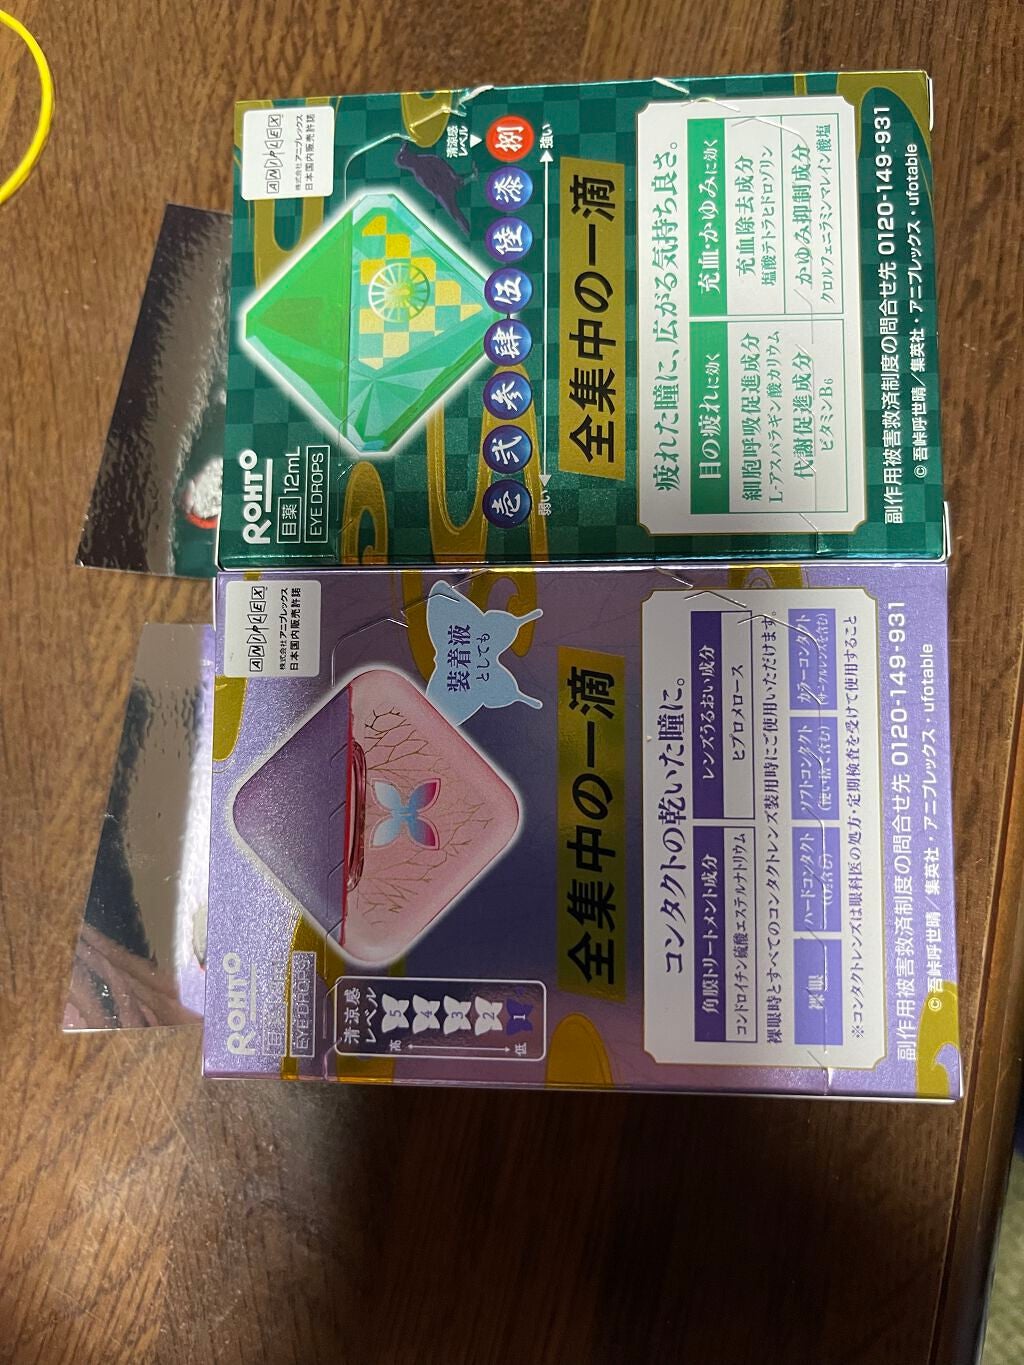 ANIPLEX
株式会社アニプレックス
日本国内販売許諾
ROHTO
目薬 12mL
EYE DROPS
清涼感
レベル
壱 弐 参 肆 伍 陸 漆 捌
弱い 強い
全集中の一滴
疲れた瞳に、広がる気持ち良さ。
目の疲れに効く
細胞呼吸促進成分
L-アスパラギン酸カリウム
代謝促進成分
ビタミンB6
充血・かゆみに効く
充血除去成分
塩酸テトラヒドロゾリン
かゆみ抑制成分
クロルフェニラミンマレイン酸塩
副作用被害救済制度の問合せ先 0120-149-931
© 吾峠呼世晴／集英社・アニプレックス・ufotable
ANIPLEX
株式会社アニプレックス
日本国内販売許諾
ROHTO
EYE DROPS
装着液
としても
清涼感
レベル
高 5 4 3 2 1 低
全集中の一滴
コンタクトの乾いた瞳に。
角膜トリートメント成分
コンドロイチン硫酸エステルナトリウム
レンズうるおい成分
ヒプロメロース
裸眼時とすべてのコンタクトレンズ装用時にご使用いただけます。
裸眼
ハードコンタクト
(O2含む)
ソフトコンタクト
(使い捨て含む)
カラーコンタクト
(サークルレンズを含む)
※コンタクトレンズは眼科医の処方・定期検査を受けて使用すること
副作用被害救済制度の問合せ先 0120-149-931
© 吾峠呼世晴／集英社・アニプレックス・ufotable